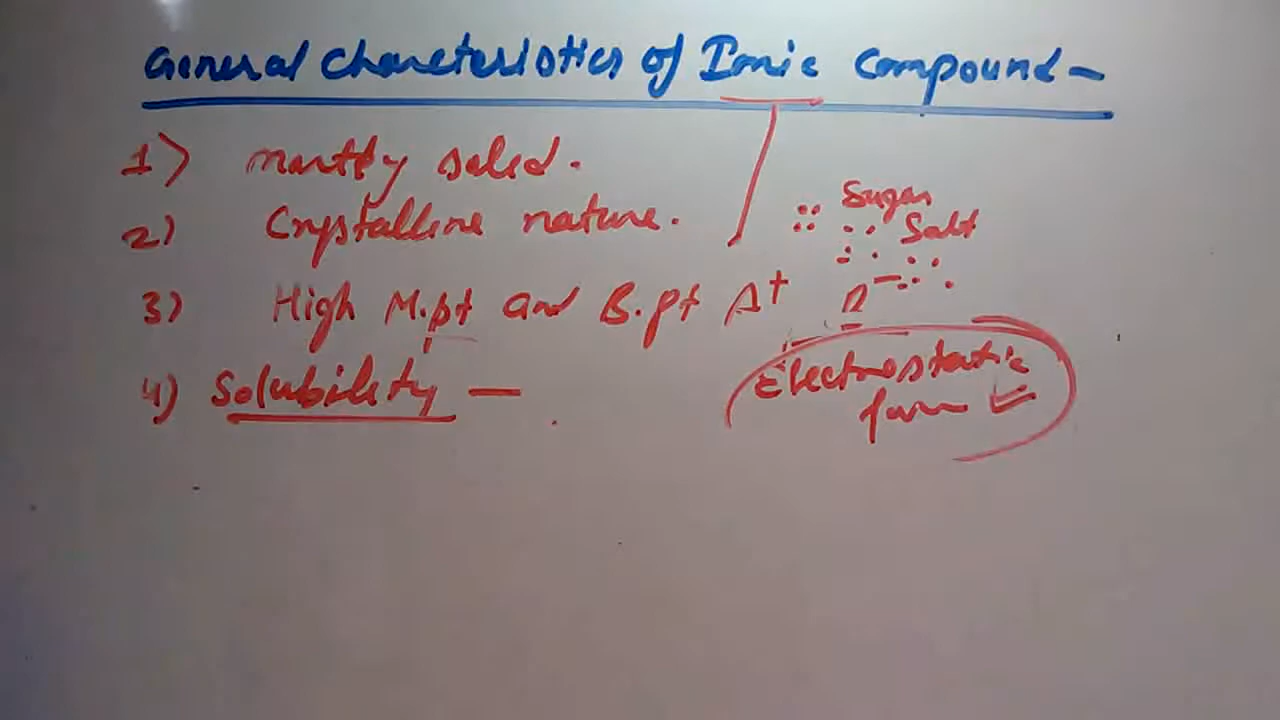 General Characteristics of Ionic Compound -
1) mostly solid.
2) Crystalline nature.
Sugar
Salt
3) High M.pt and B.pt A+
4) Solubility —
Electrostatic